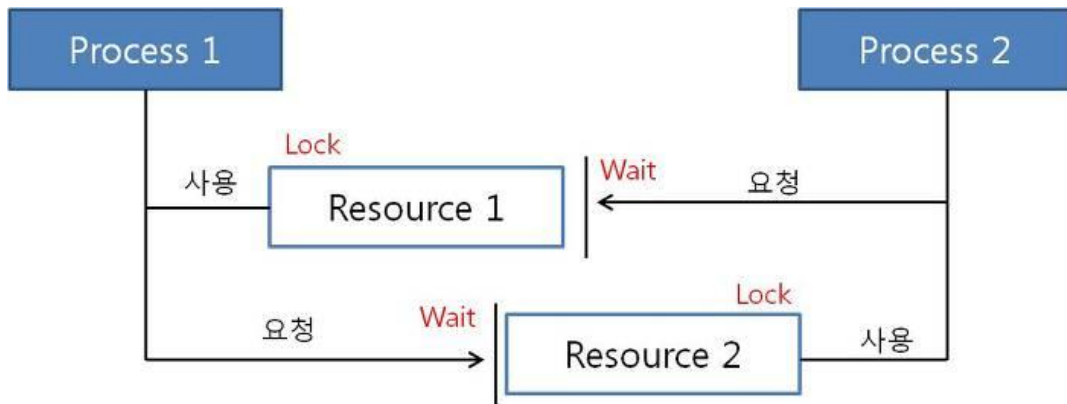 Process 1
Process 2
Lock
사용
Resource 1
Wait
요청
요청
Wait
Lock
Resource 2
사용